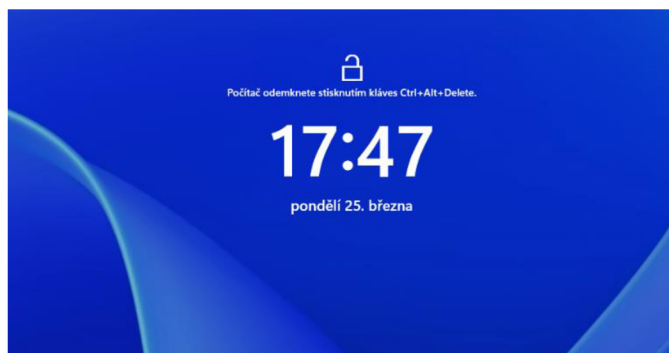 Počítač odemknete stisknutím kláves Ctrl+Alt+Delete.
17:47
pondělí 25. března